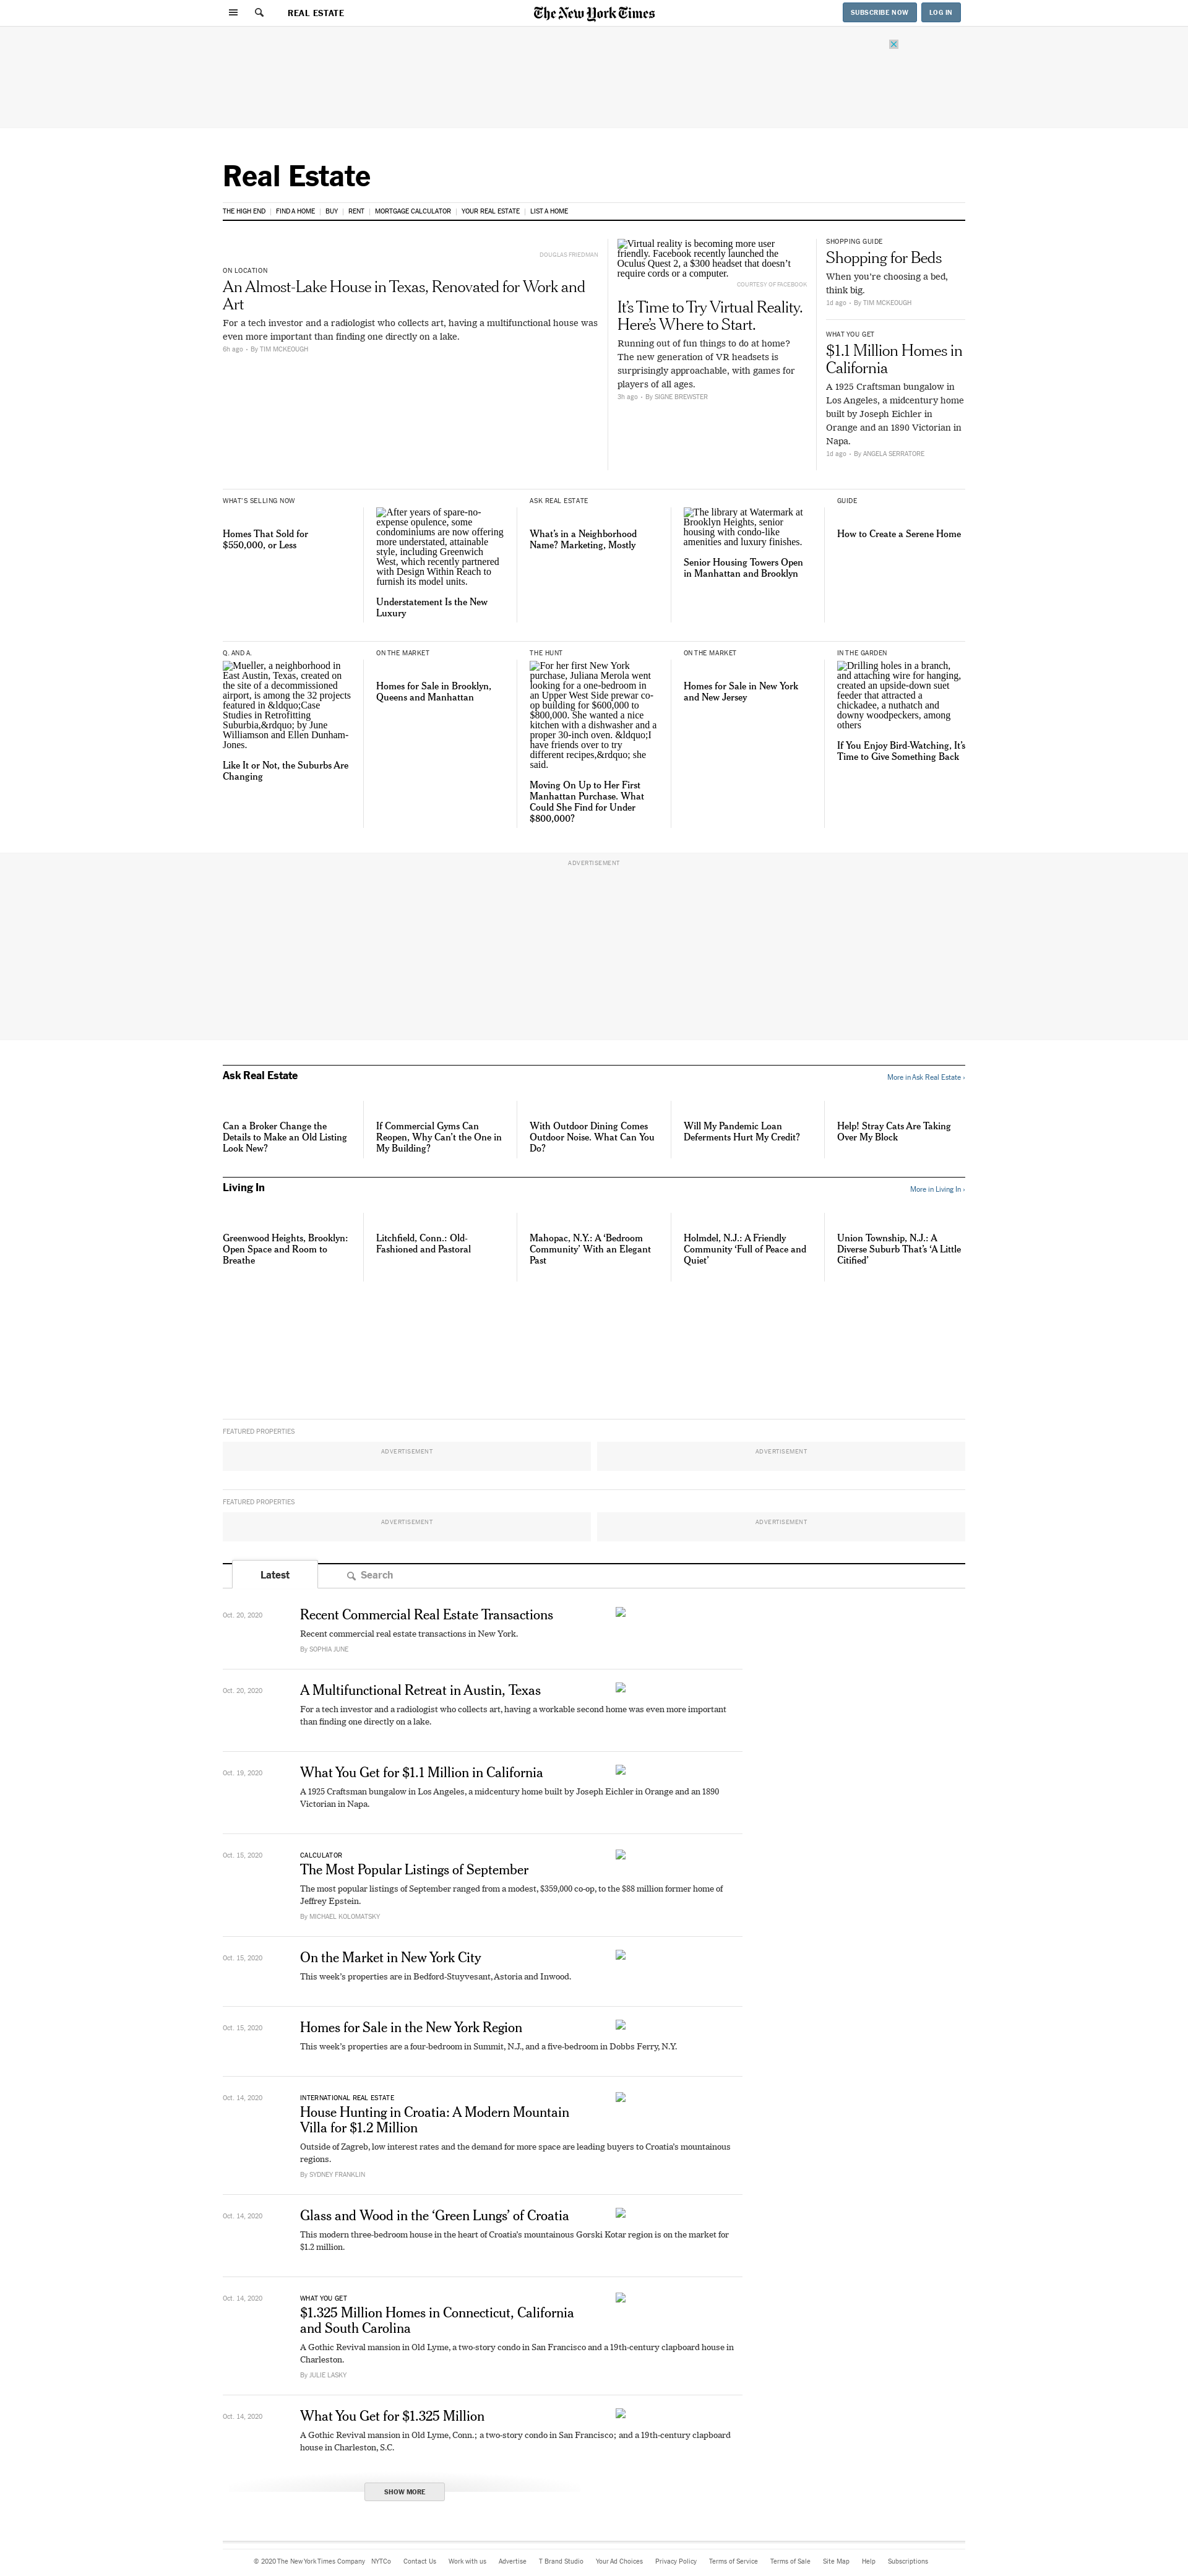 REAL ESTATE
The New York Times
SUBSCRIBE NOW
LOG IN
Real Estate
THE HIGH END
FIND A HOME
BUY
RENT
MORTGAGE CALCULATOR
YOUR REAL ESTATE
LIST A HOME
DOUGLAS FRIEDMAN
ON LOCATION
An Almost-Lake House in Texas, Renovated for Work and
Art
For a tech investor and a radiologist who collects art, having a multifunctional house was
even more important than finding one directly on a lake.
6h ago • By TIM MCKEOUGH
Virtual reality is becoming more user
friendly. Facebook recently launched the
Oculus Quest 2, a $300 headset that doesn’t
require cords or a computer.
COURTESY OF FACEBOOK
It’s Time to Try Virtual Reality.
Here’s Where to Start.
Running out of fun things to do at home?
The new generation of VR headsets is
surprisingly approachable, with games for
players of all ages.
3h ago • By SIGNE BREWSTER
SHOPPING GUIDE
Shopping for Beds
When you’re choosing a bed,
think big.
1d ago • By TIM MCKEOUGH
WHAT YOU GET
$1.1 Million Homes in
California
A 1925 Craftsman bungalow in
Los Angeles, a midcentury home
built by Joseph Eichler in
Orange and an 1890 Victorian in
Napa.
1d ago • By ANGELA SERRATORE
WHAT’S SELLING NOW
Homes That Sold for
$550,000, or Less
After years of spare-no-
expense opulence, some
condominiums are now offering
more understated, attainable
style, including Greenwich
West, which recently partnered
with Design Within Reach to
furnish its model units.
Understatement Is the New
Luxury
ASK REAL ESTATE
What’s in a Neighborhood
Name? Marketing, Mostly
The library at Watermark at
Brooklyn Heights, senior
housing with condo-like
amenities and luxury finishes.
Senior Housing Towers Open
in Manhattan and Brooklyn
GUIDE
How to Create a Serene Home
Q. AND A.
Mueller, a neighborhood in
East Austin, Texas, created on
the site of a decommissioned
airport, is among the 32 projects
featured in &ldquo;Case
Studies in Retrofitting
Suburbia,&rdquo; by June
Williamson and Ellen Dunham-
Jones.
Like It or Not, the Suburbs Are
Changing
ON THE MARKET
Homes for Sale in Brooklyn,
Queens and Manhattan
THE HUNT
For her first New York
purchase, Juliana Merola went
looking for a one-bedroom in
an Upper West Side prewar co-
op building for $600,000 to
$800,000. She wanted a nice
kitchen with a dishwasher and a
proper 30-inch oven. &ldquo;I
have friends over to try
different recipes,&rdquo; she
said.
Moving On Up to Her First
Manhattan Purchase. What
Could She Find for Under
$800,000?
ON THE MARKET
Homes for Sale in New York
and New Jersey
IN THE GARDEN
Drilling holes in a branch,
and attaching wire for hanging,
created an upside-down suet
feeder that attracted a
chickadee, a nuthatch and
downy woodpeckers, among
others
If You Enjoy Bird-Watching, It’s
Time to Give Something Back
ADVERTISEMENT
Ask Real Estate
More in Ask Real Estate ›
Can a Broker Change the
Details to Make an Old Listing
Look New?
If Commercial Gyms Can
Reopen, Why Can’t the One in
My Building?
With Outdoor Dining Comes
Outdoor Noise. What Can You
Do?
Will My Pandemic Loan
Deferments Hurt My Credit?
Help! Stray Cats Are Taking
Over My Block
Living In
More in Living In ›
Greenwood Heights, Brooklyn:
Open Space and Room to
Breathe
Litchfield, Conn.: Old-
Fashioned and Pastoral
Mahopac, N.Y.: A ‘Bedroom
Community’ With an Elegant
Past
Holmdel, N.J.: A Friendly
Community ‘Full of Peace and
Quiet’
Union Township, N.J.: A
Diverse Suburb That’s ‘A Little
Citified’
FEATURED PROPERTIES
ADVERTISEMENT
ADVERTISEMENT
FEATURED PROPERTIES
ADVERTISEMENT
ADVERTISEMENT
Latest
Search
Oct. 20, 2020
Recent Commercial Real Estate Transactions
Recent commercial real estate transactions in New York.
By SOPHIA JUNE
Oct. 20, 2020
A Multifunctional Retreat in Austin, Texas
For a tech investor and a radiologist who collects art, having a workable second home was even more important
than finding one directly on a lake.
Oct. 19, 2020
What You Get for $1.1 Million in California
A 1925 Craftsman bungalow in Los Angeles, a midcentury home built by Joseph Eichler in Orange and an 1890
Victorian in Napa.
Oct. 15, 2020
CALCULATOR
The Most Popular Listings of September
The most popular listings of September ranged from a modest, $359,000 co-op, to the $88 million former home of
Jeffrey Epstein.
By MICHAEL KOLOMATSKY
Oct. 15, 2020
On the Market in New York City
This week’s properties are in Bedford-Stuyvesant, Astoria and Inwood.
Oct. 15, 2020
Homes for Sale in the New York Region
This week’s properties are a four-bedroom in Summit, N.J., and a five-bedroom in Dobbs Ferry, N.Y.
Oct. 14, 2020
INTERNATIONAL REAL ESTATE
House Hunting in Croatia: A Modern Mountain
Villa for $1.2 Million
Outside of Zagreb, low interest rates and the demand for more space are leading buyers to Croatia’s mountainous
regions.
By SYDNEY FRANKLIN
Oct. 14, 2020
Glass and Wood in the ‘Green Lungs’ of Croatia
This modern three-bedroom house in the heart of Croatia’s mountainous Gorski Kotar region is on the market for
$1.2 million.
Oct. 14, 2020
WHAT YOU GET
$1.325 Million Homes in Connecticut, California
and South Carolina
A Gothic Revival mansion in Old Lyme, a two-story condo in San Francisco and a 19th-century clapboard house in
Charleston.
By JULIE LASKY
Oct. 14, 2020
What You Get for $1.325 Million
A Gothic Revival mansion in Old Lyme, Conn.; a two-story condo in San Francisco; and a 19th-century clapboard
house in Charleston, S.C.
SHOW MORE
© 2020 The New York Times Company NYTCo Contact Us Work with us Advertise T Brand Studio Your Ad Choices Privacy Policy Terms of Service Terms of Sale Site Map Help Subscriptions